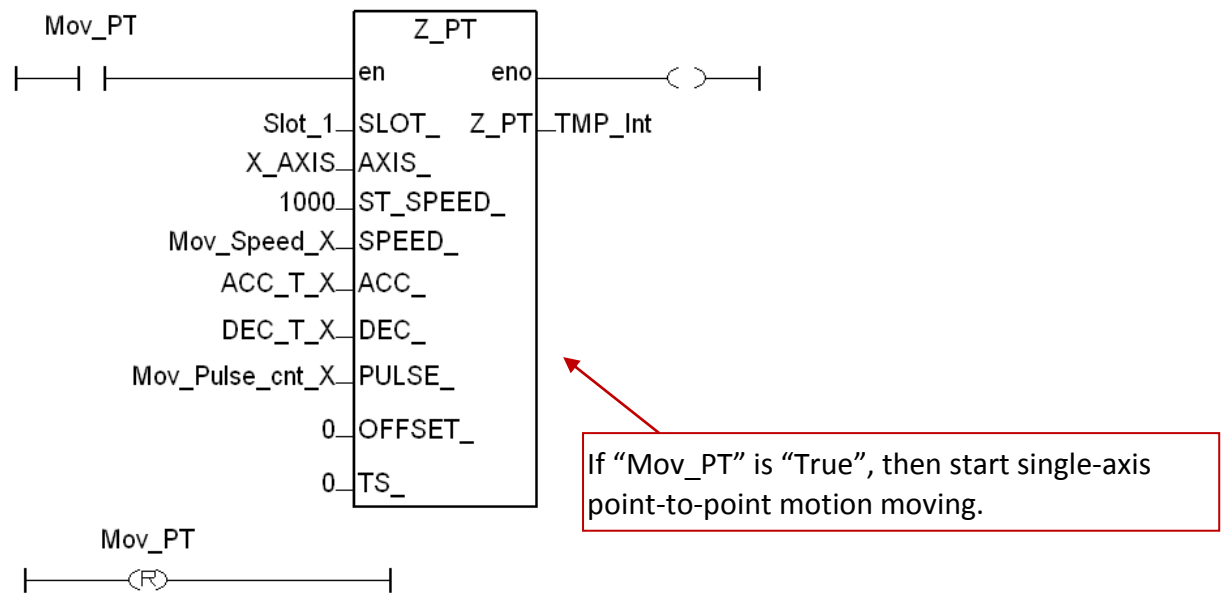 Mov_PT
Z_PT
en eno
Slot_1 SLOT_ Z_PT TMP_Int
X_AXIS AXIS_
1000 ST_SPEED_
Mov_Speed_X SPEED_
ACC_T_X ACC_
DEC_T_X DEC_
Mov_Pulse_cnt_X PULSE_
0 OFFSET_
0 TS_
If “Mov_PT” is “True”, then start single-axis
point-to-point motion moving.
Mov_PT
R